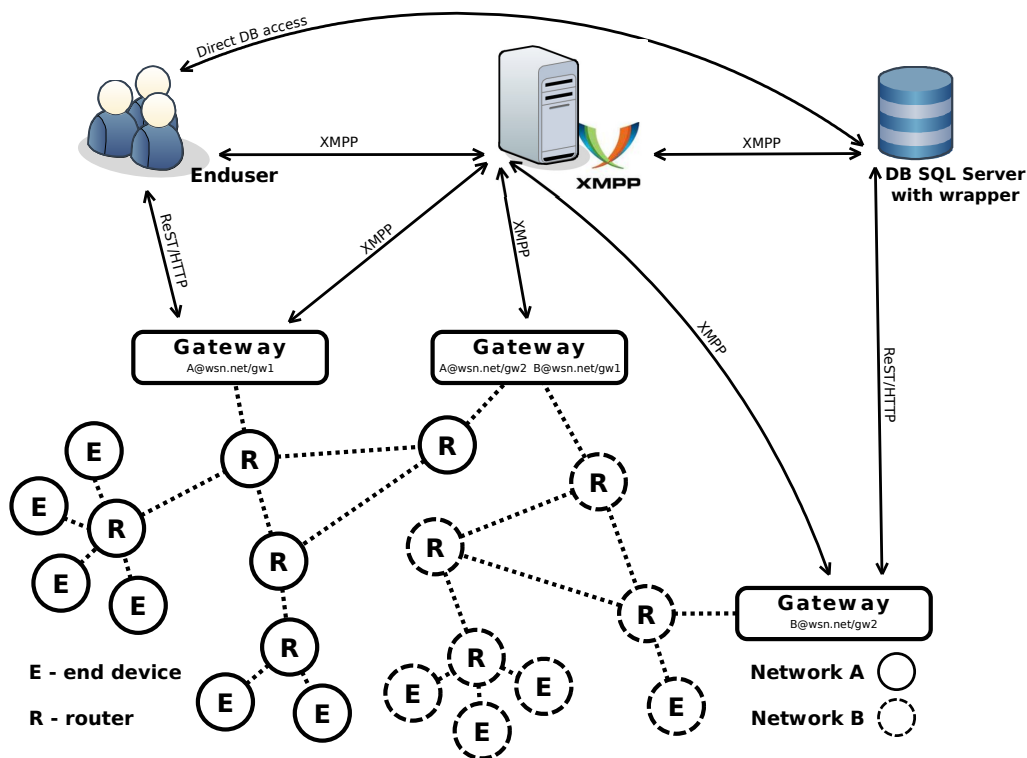 Direct DB access
XMPP
XMPP
XMPP
Enduser
DB SQL Server
with wrapper
ReST/HTTP
XMPP
XMPP
XMPP
ReST/HTTP
Gateway
A@wsn.net/gw1
Gateway
A@wsn.net/gw2 B@wsn.net/gw1
E
R
R
R
E
R
R
R
E
E
R
Gateway
B@wsn.net/gw2
R
R
E
E
E
E
E
E
E - end device
R - router
Network A
Network B